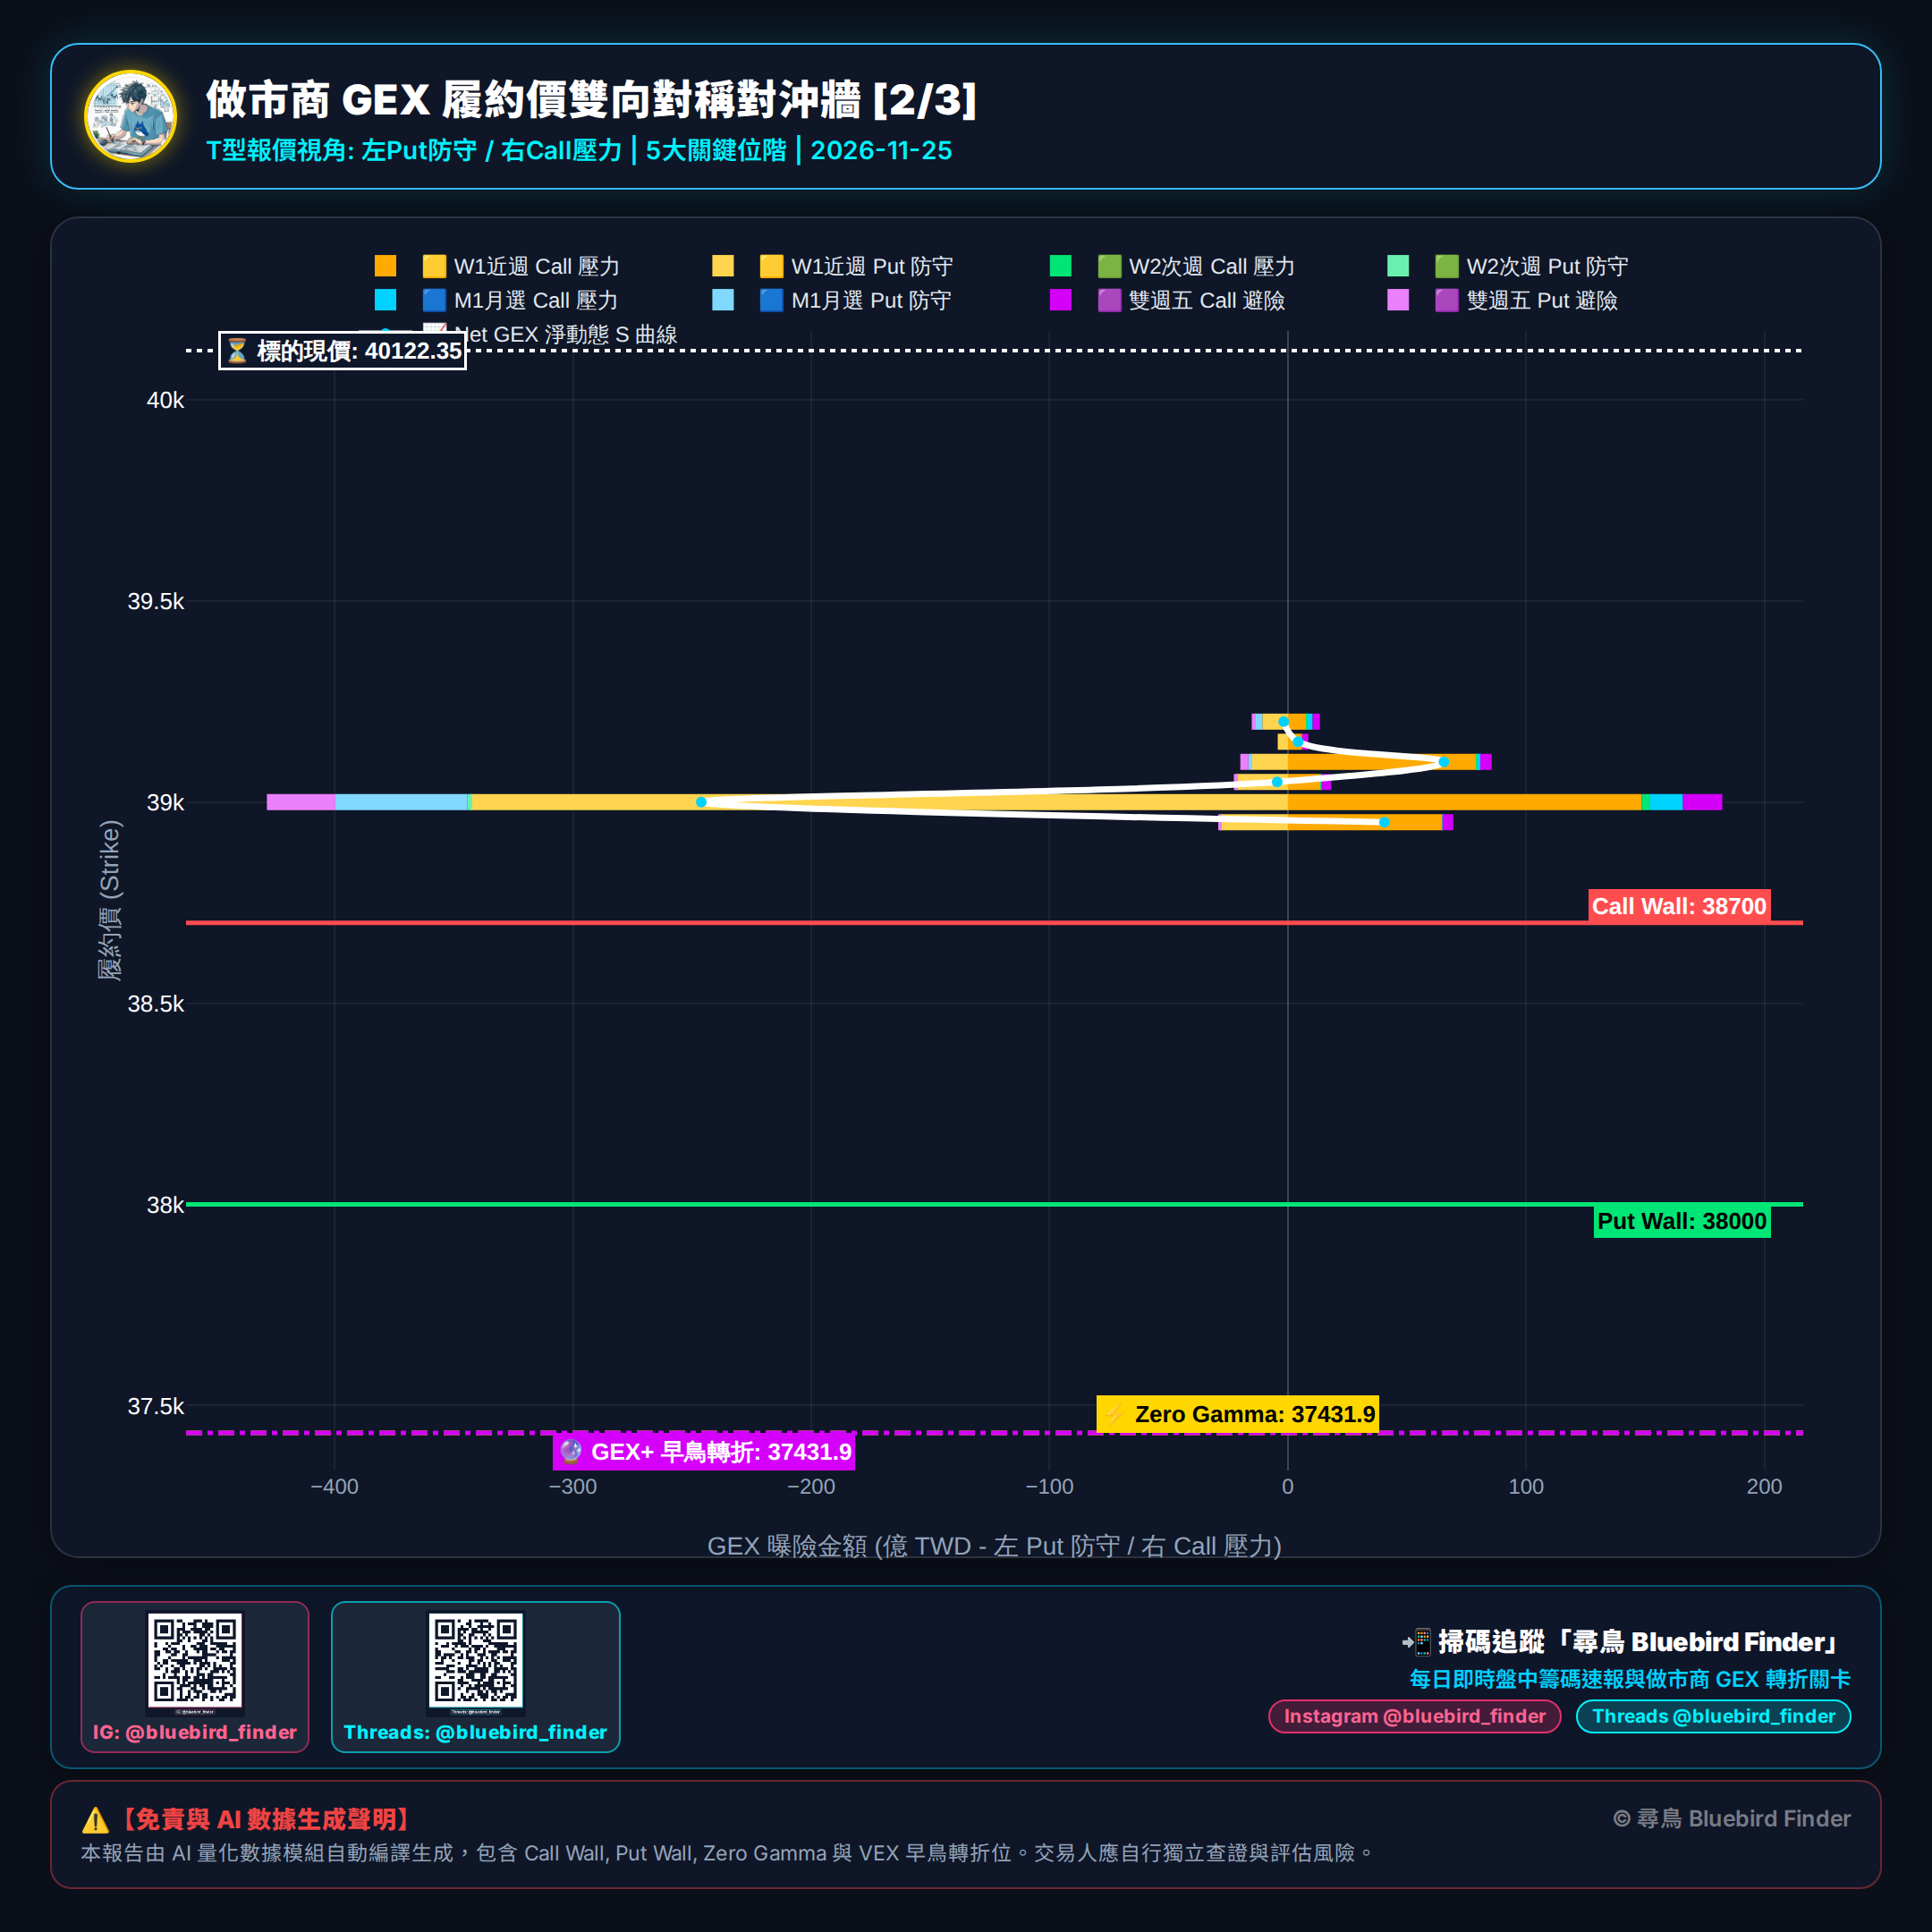 做市商 GEX 履約價雙向對稱對沖牆 [2/3]
T型報價視角: 左Put防守 / 右Call壓力 | 5大關鍵位階 | 2026-11-25
W1近週 Call 壓力
W1近週 Put 防守
W2次週 Call 壓力
W2次週 Put 防守
M1月選 Call 壓力
M1月選 Put 防守
雙週五 Call 避險
雙週五 Put 避險
Net GEX 淨動態 S 曲線
⏳ 標的現價: 40122.35
40k
39.5k
39k
38.5k
38k
37.5k
履約價 (Strike)
Call Wall: 38700
Put Wall: 38000
⚡ Zero Gamma: 37431.9
🔮 GEX+ 早鳥轉折: 37431.9
−400
−300
−200
−100
0
100
200
GEX 曝險金額 (億 TWD - 左 Put 防守 / 右 Call 壓力)
IG: @bluebird_finder
Threads: @bluebird_finder
IG: @bluebird_finder
Threads: @bluebird_finder
📲 掃碼追蹤「尋鳥 Bluebird Finder」
每日即時盤中籌碼速報與做市商 GEX 轉折關卡
Instagram @bluebird_finder
Threads @bluebird_finder
⚠️【免責與 AI 數據生成聲明】
© 尋鳥 Bluebird Finder
本報告由 AI 量化數據模組自動編譯生成，包含 Call Wall, Put Wall, Zero Gamma 與 VEX 早鳥轉折位。交易人應自行獨立查證與評估風險。